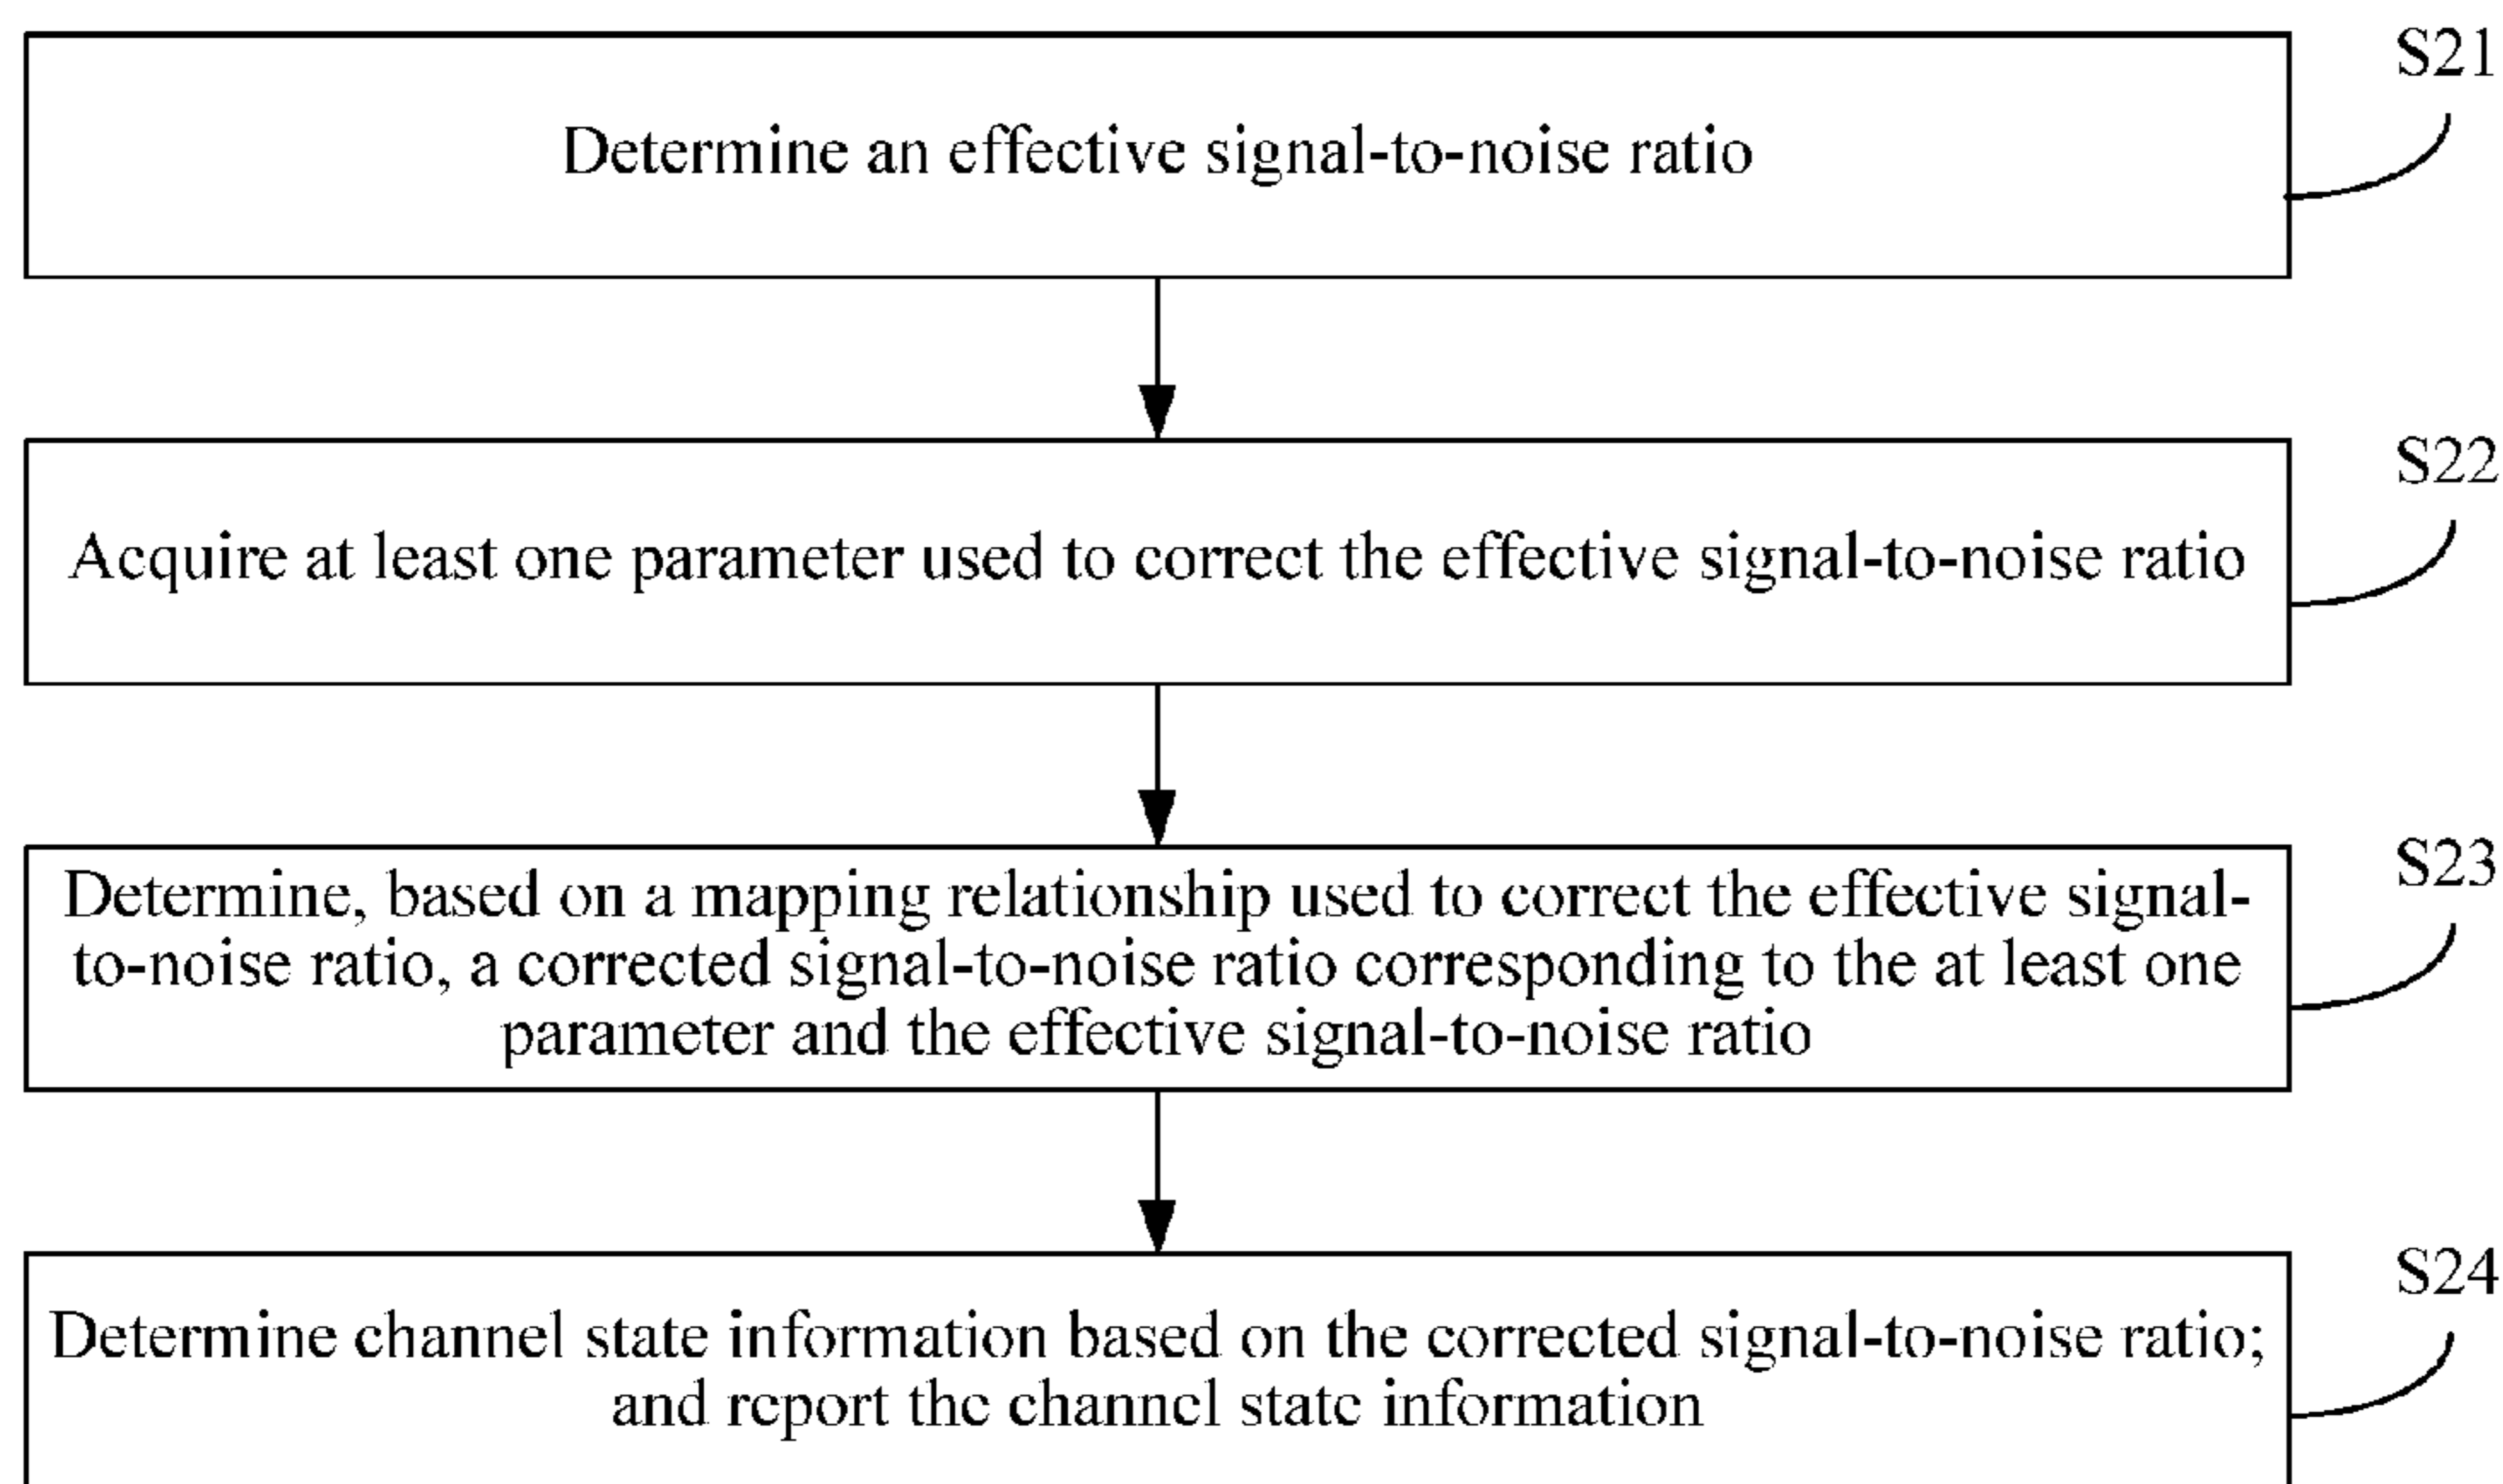 S21
Determine an effective signal-to-noise ratio
S22
Acquire at least one parameter used to correct the effective signal-to-noise ratio
S23
Determine, based on a mapping relationship used to correct the effective signal-
to-noise ratio, a corrected signal-to-noise ratio corresponding to the at least one
parameter and the effective signal-to-noise ratio
S24
Determine channel state information based on the corrected signal-to-noise ratio;
and report the channel state information